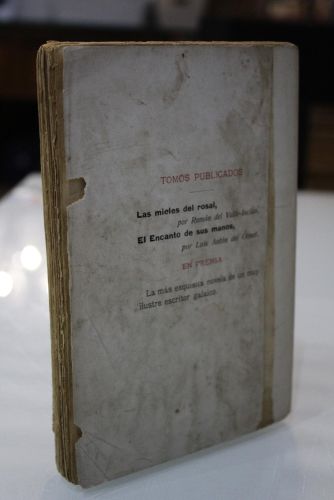 TOMOS PUBLICADOS
Las mieles del rosal,
por Ramón del Valle-Inclán.
El Encanto de sus manos,
por Luis Antón del Olmet.
EN PRENSA
La más exquisita novela de un muy
ilustre escritor galaico.